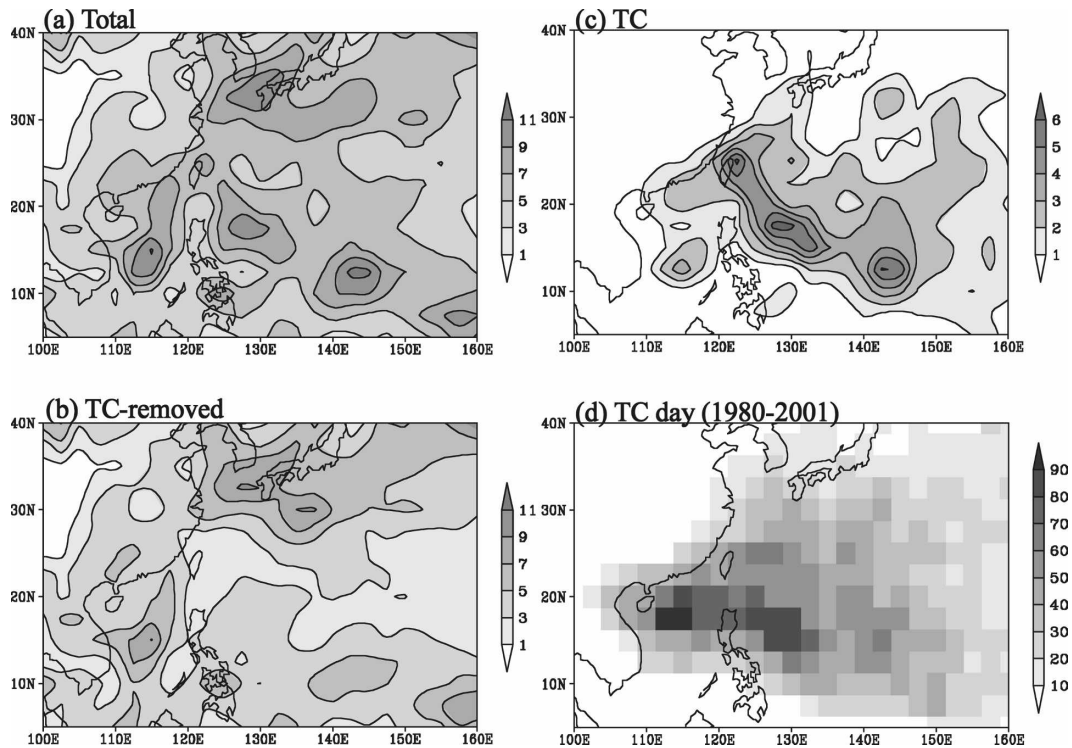 (a) Total
40N
30N
20N
10N
100E 110E 120E 130E 140E 150E 160E
11
9
7
5
3
1
(c) TC
40N
30N
20N
10N
100E 110E 120E 130E 140E 150E 160E
6
5
4
3
2
1
(b) TC-removed
40N
30N
20N
10N
100E 110E 120E 130E 140E 150E 160E
11
9
7
5
3
1
(d) TC day (1980-2001)
40N
30N
20N
10N
100E 110E 120E 130E 140E 150E 160E
90
80
70
60
50
40
30
20
10